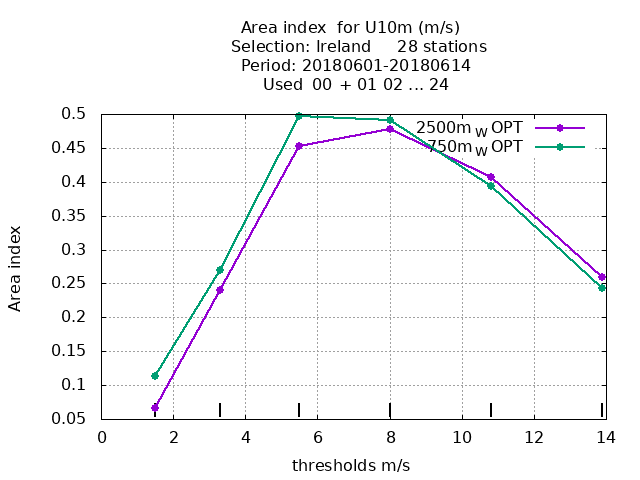 Area index  for U10m (m/s)
Selection: Ireland     28 stations
Period: 20180601-20180614
Used  00 + 01 02 ... 24
2500m W OPT
750m W OPT
Area index
0.5
0.45
0.4
0.35
0.3
0.25
0.2
0.15
0.1
0.05
0 2 4 6 8 10 12 14
thresholds m/s